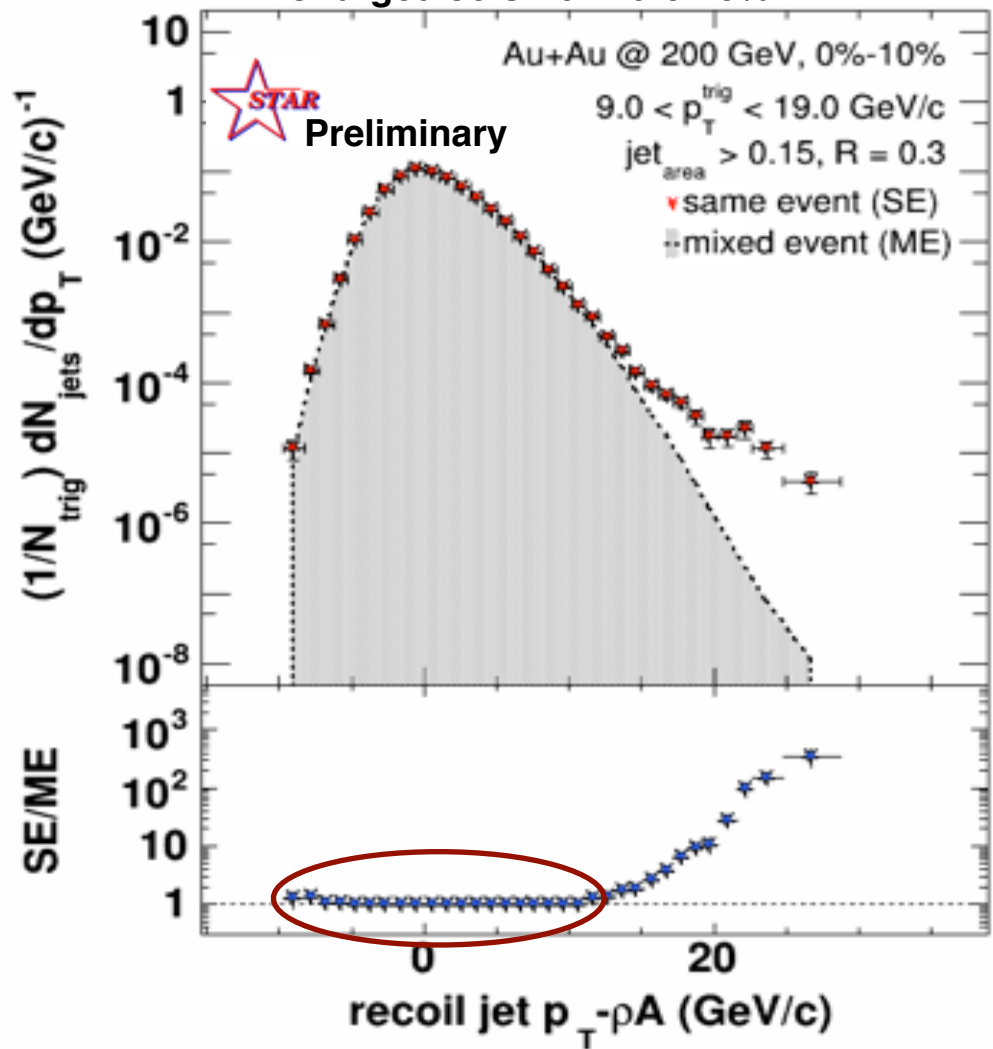 Au+Au @ 200 GeV, 0%-10%
STAR
Preliminary
9.0 < p_T^trig < 19.0 GeV/c
jet_area > 0.15, R = 0.3
same event (SE)
mixed event (ME)
(1/N_trig) dN_jets/dp_T (GeV/c)^-1
10
1
10^-2
10^-4
10^-6
10^-8
SE/ME
10^3
10^2
10
1
0 20
recoil jet p_T-ρA (GeV/c)